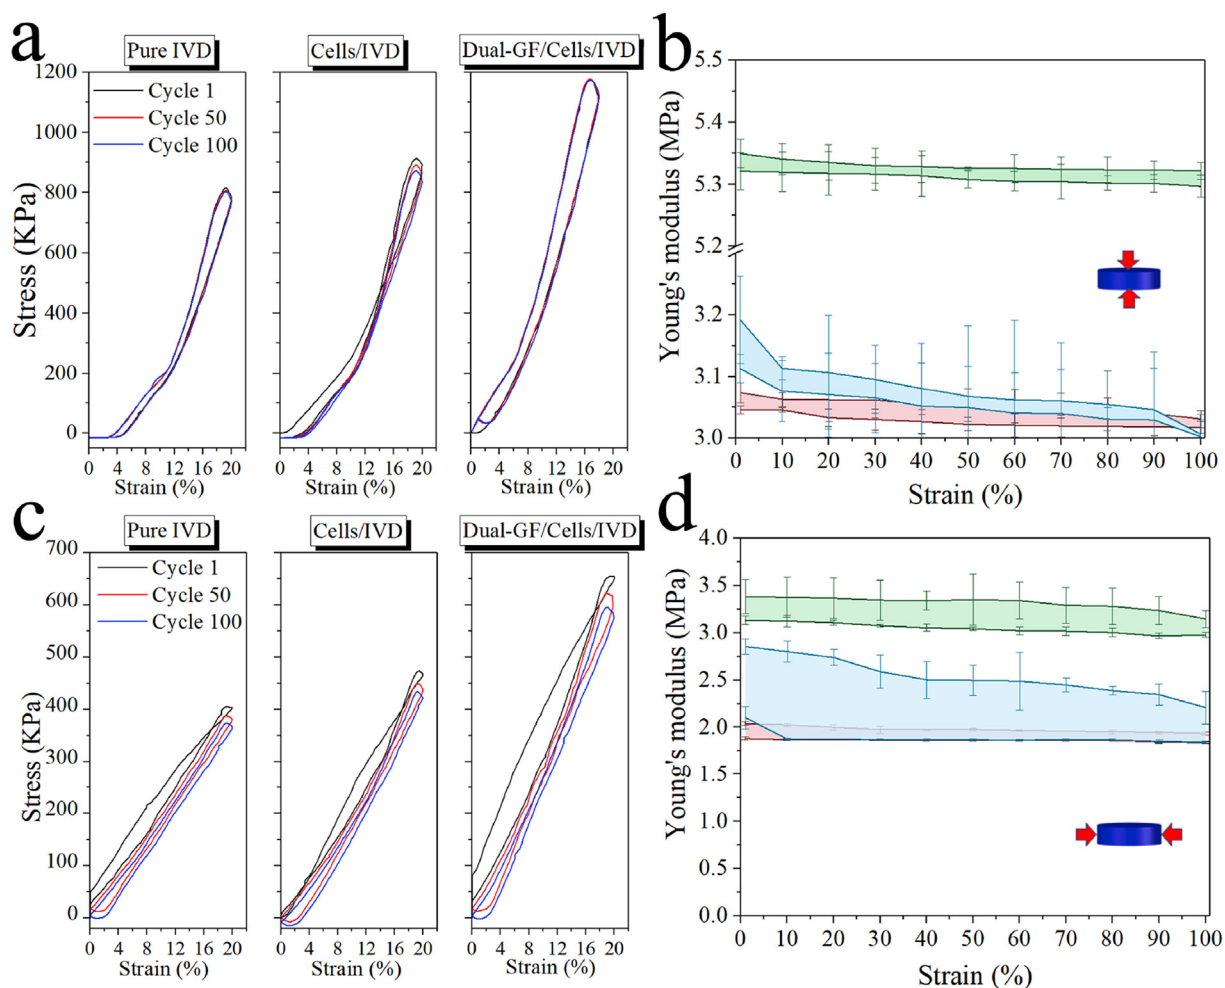 a
Pure IVD
Cells/IVD
Dual-GF/Cells/IVD
Cycle 1
Cycle 50
Cycle 100
1200
1000
800
600
400
200
0
Stress (KPa)
0 4 8 12 16 20
0 4 8 12 16 20
0 4 8 12 16 20
Strain (%)
Strain (%)
Strain (%)
b
5.5
5.4
5.3
5.2
3.2
3.1
3.0
Young's modulus (MPa)
0 10 20 30 40 50 60 70 80 90 100
Strain (%)
c
Pure IVD
Cells/IVD
Dual-GF/Cells/IVD
Cycle 1
Cycle 50
Cycle 100
700
600
500
400
300
200
100
0
Stress (KPa)
0 4 8 12 16 20
0 4 8 12 16 20
0 4 8 12 16 20
Strain (%)
Strain (%)
Strain (%)
d
4.0
3.5
3.0
2.5
2.0
1.5
1.0
0.5
0.0
Young's modulus (MPa)
0 10 20 30 40 50 60 70 80 90 100
Strain (%)